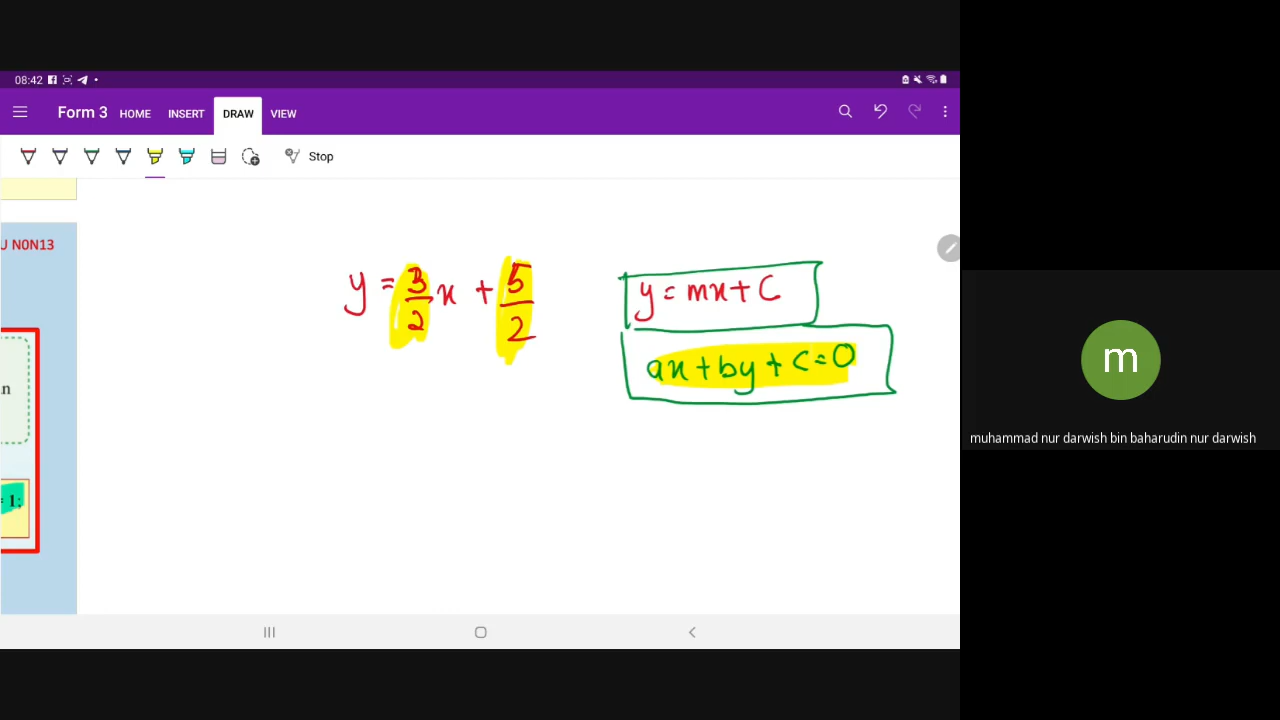 08:42
Form 3 HOME INSERT DRAW VIEW
Stop
U N0N13
y = 3/2 x + 5/2
y = mx + c
ax + by + c = 0
n
= 1;
m
muhammad nur darwish bin baharudin nur darwish